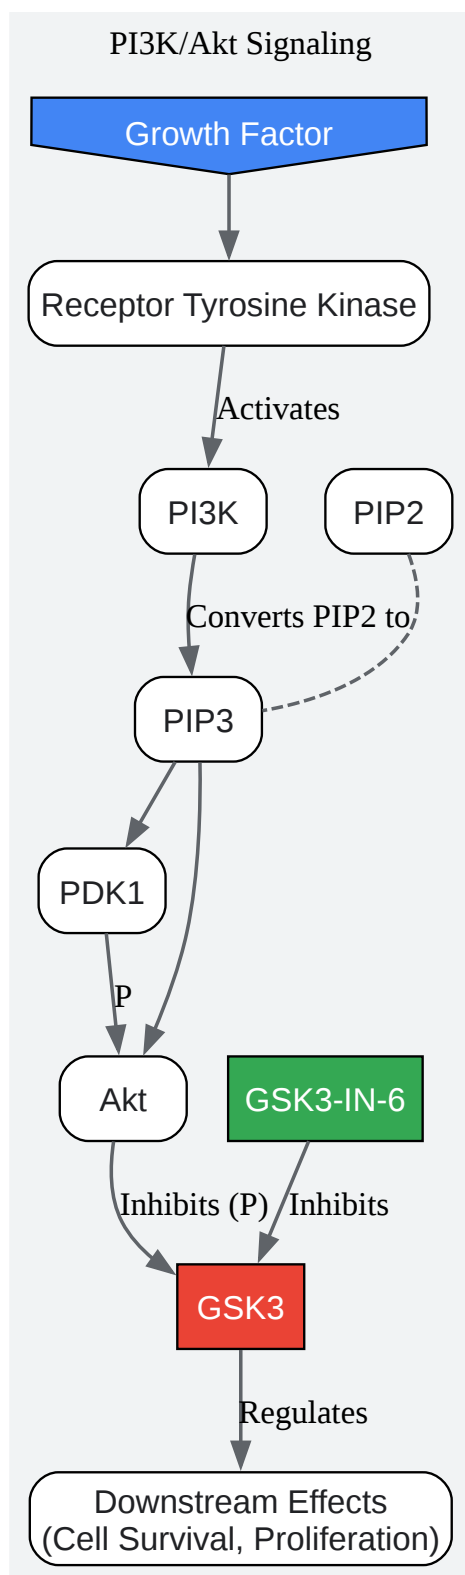 PI3K/Akt Signaling
Growth Factor
Receptor Tyrosine Kinase
Activates
PI3K
PIP2
Converts PIP2 to
PIP3
PDK1
P
Akt
GSK3-IN-6
Inhibits (P)
Inhibits
GSK3
Regulates
Downstream Effects
(Cell Survival, Proliferation)